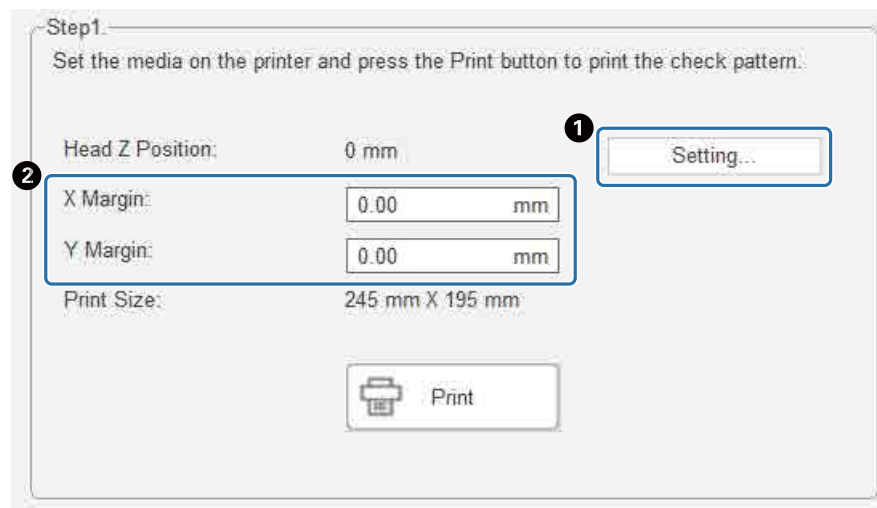 Step1.
Set the media on the printer and press the Print button to print the check pattern.
1
Head Z Position: 0 mm Setting...
2
X Margin: 0.00 mm
Y Margin: 0.00 mm
Print Size: 245 mm X 195 mm
Print